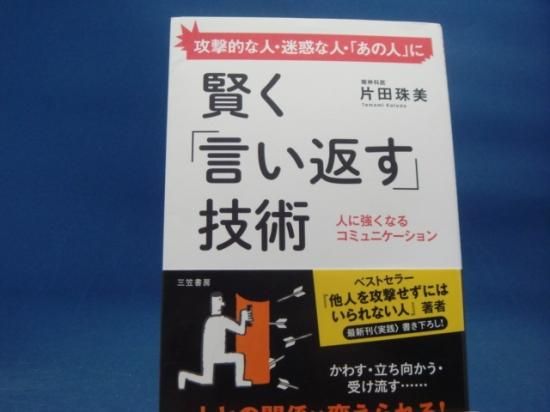 攻撃的な人・迷惑な人・「あの人」に
賢く
「言い返す」
技術
精神科医
片田珠美
Tamami Katada
人に強くなる
コミュニケーション
三笠書房
ベストセラー
『他人を攻撃せずには
いられない人』著者
最新刊〈実践〉書き下ろし!
かわす・立ち向かう・
受け流す……